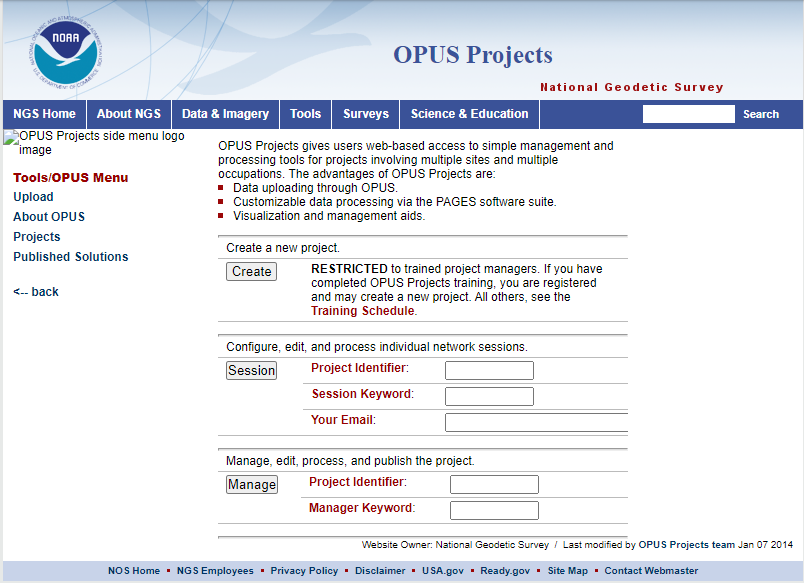 NATIONAL OCEANIC AND ATMOSPHERIC ADMINISTRATION
NOAA
U.S. DEPARTMENT OF COMMERCE
OPUS Projects
National Geodetic Survey
NGS Home About NGS Data & Imagery Tools Surveys Science & Education Search
OPUS Projects side menu logo
image
Tools/OPUS Menu
Upload
About OPUS
Projects
Published Solutions
<-- back
OPUS Projects gives users web-based access to simple management and
processing tools for projects involving multiple sites and multiple
occupations. The advantages of OPUS Projects are:
Data uploading through OPUS.
Customizable data processing via the PAGES software suite.
Visualization and management aids.
Create a new project.
Create
RESTRICTED to trained project managers. If you have
completed OPUS Projects training, you are registered
and may create a new project. All others, see the
Training Schedule.
Configure, edit, and process individual network sessions.
Session Project Identifier:
Session Keyword:
Your Email:
Manage, edit, process, and publish the project.
Manage Project Identifier:
Manager Keyword:
Website Owner: National Geodetic Survey / Last modified by OPUS Projects team Jan 07 2014
NOS Home ▪ NGS Employees ▪ Privacy Policy ▪ Disclaimer ▪ USA.gov ▪ Ready.gov ▪ Site Map ▪ Contact Webmaster